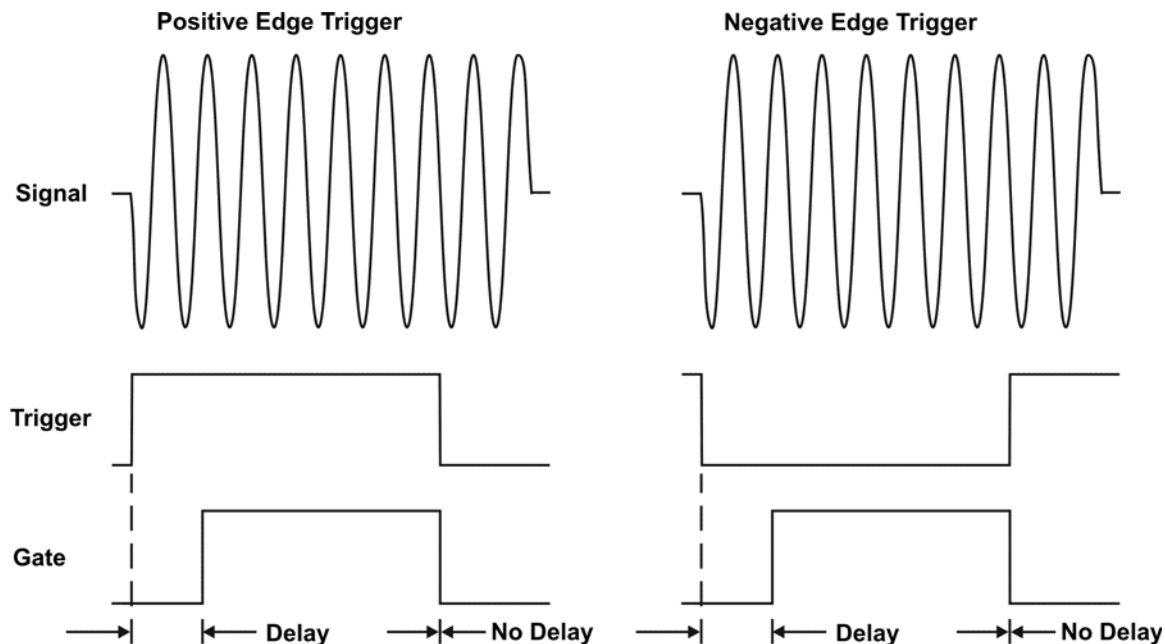 Positive Edge Trigger
Negative Edge Trigger
Signal
Trigger
Gate
Delay
No Delay
Delay
No Delay